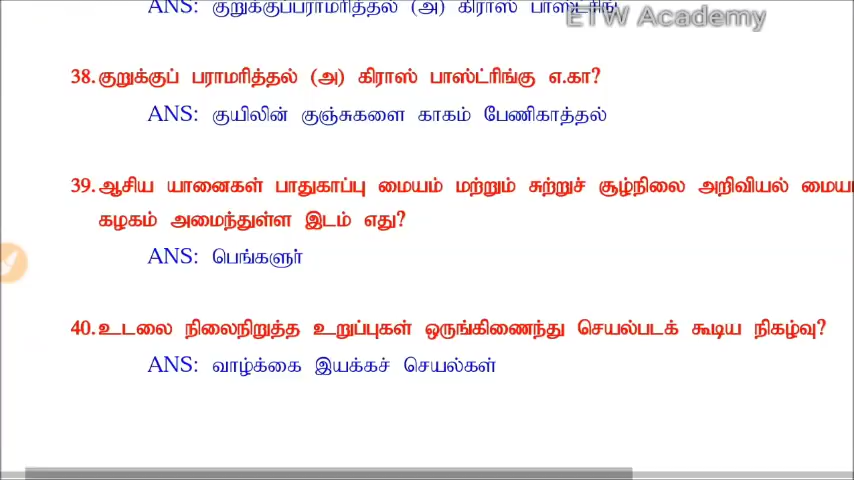 ANS: குறுக்குப்பராமரித்தல் (அ) கிராஸ் பாஸ்ட்ரிங்
ETW Academy
38. குறுக்குப் பராமரித்தல் (அ) கிராஸ் பாஸ்ட்ரிங்கு எ.கா?
ANS: குயிலின் குஞ்சுகளை காகம் பேணிகாத்தல்
39. ஆசிய யானைகள் பாதுகாப்பு மையம் மற்றும் சுற்றுச் சூழ்நிலை அறிவியல் மைய
கழகம் அமைந்துள்ள இடம் எது?
ANS: பெங்களுர்
40. உடலை நிலைநிறுத்த உறுப்புகள் ஒருங்கிணைந்து செயல்படக் கூடிய நிகழ்வு?
ANS: வாழ்க்கை இயக்கச் செயல்கள்